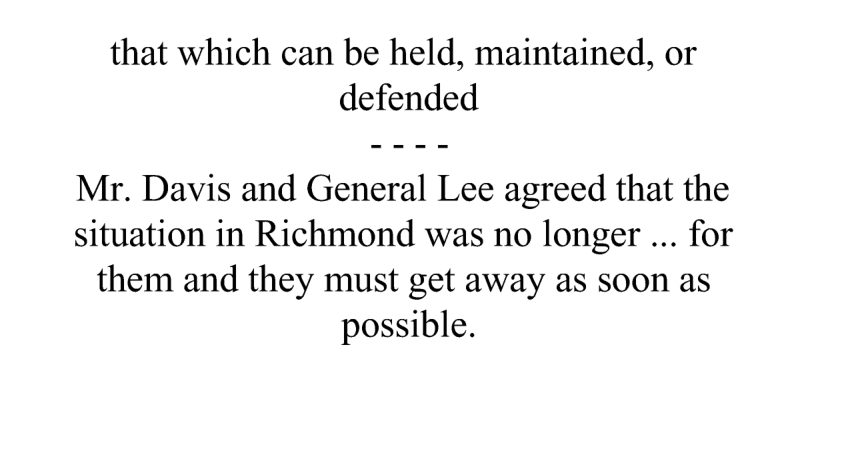 that which can be held, maintained, or
defended
- - - -
Mr. Davis and General Lee agreed that the
situation in Richmond was no longer ... for
them and they must get away as soon as
possible.